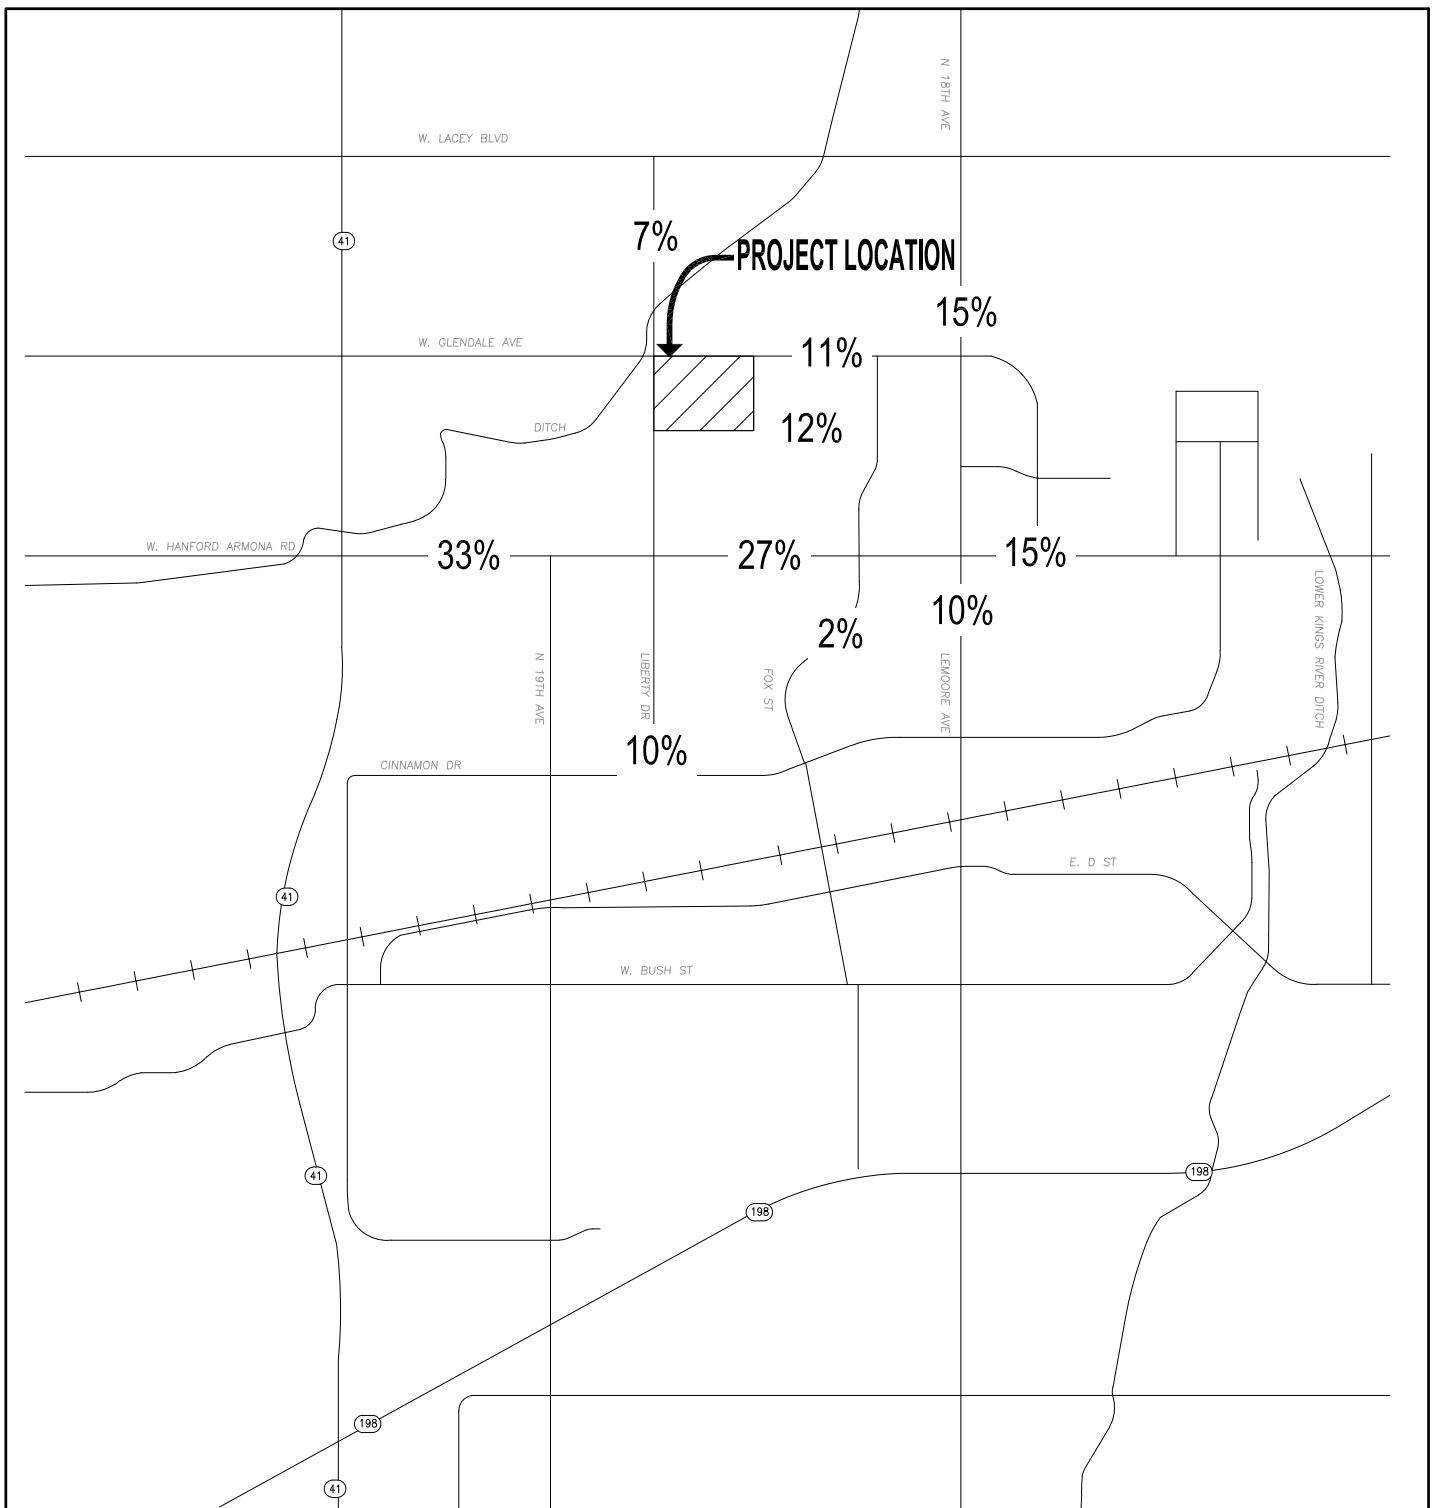 N 18TH AVE
W. LACEY BLVD
7%
41
PROJECT LOCATION
15%
W. GLENDALE AVE
11%
DITCH
12%
W. HANFORD ARMONA RD
33%
27%
15%
10%
2%
LOWER KINGS RIVER DITCH
N 19TH AVE
LIBERTY DR
FOX ST
LEMOORE AVE
10%
CINNAMON DR
E. D ST
41
W. BUSH ST
41
198
198
198
41